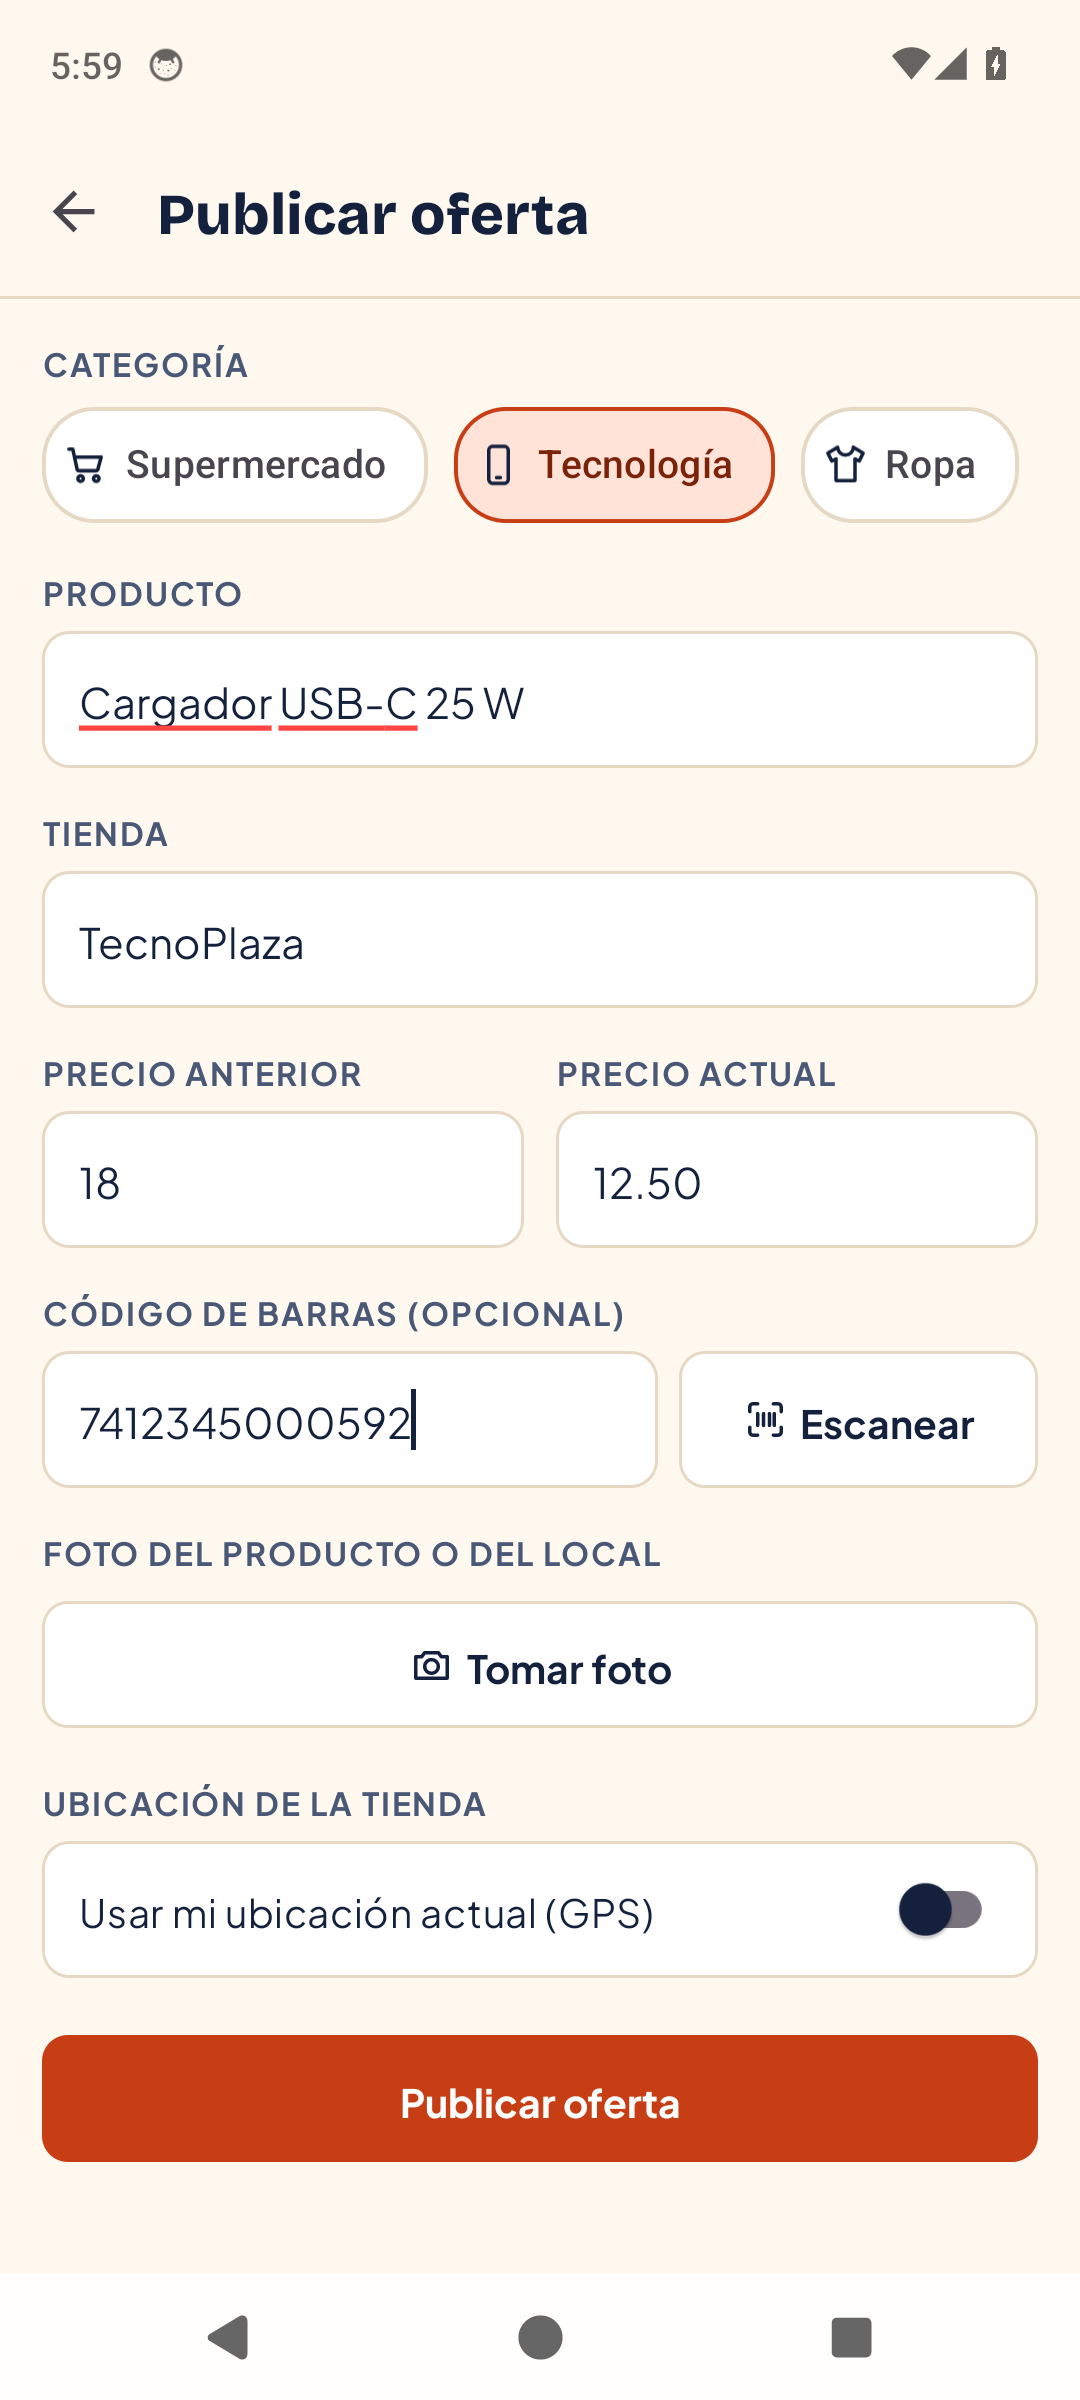 5:59
Publicar oferta
CATEGORÍA
Supermercado
Tecnología
Ropa
PRODUCTO
Cargador USB-C 25 W
TIENDA
TecnoPlaza
PRECIO ANTERIOR
PRECIO ACTUAL
18
12.50
CÓDIGO DE BARRAS (OPCIONAL)
7412345000592
Escanear
FOTO DEL PRODUCTO O DEL LOCAL
Tomar foto
UBICACIÓN DE LA TIENDA
Usar mi ubicación actual (GPS)
Publicar oferta